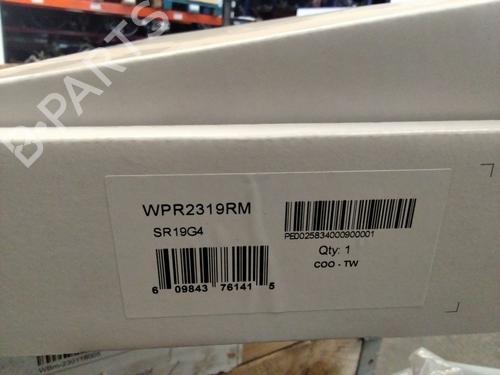 B-PARTS
WPR2319RM
SR19G4
PED025834000900001
Qty: 1
COO - TW
6 09843 76141 5